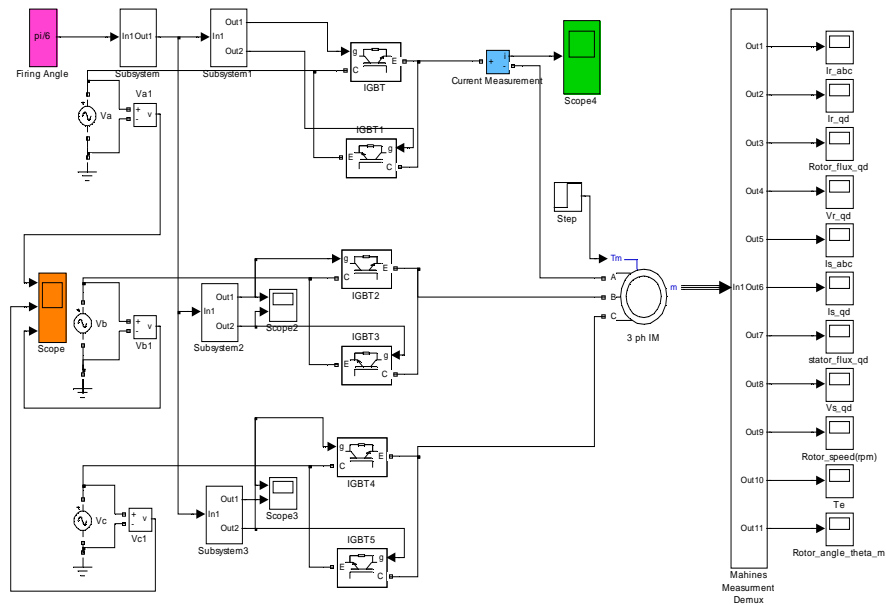 pi/6
Firing Angle
In1 Out1
Subsystem
In1
Out1
Out2
Subsystem1
g
C
E
IGBT
+
i
-
Current Measurement
Scope4
Va
Va1
+
-
v
IGBT1
E
g
C
Step
Scope
Vb
+
-
v
Vb1
In1
Out1
Out2
Subsystem2
Scope2
g
C
E
IGBT2
IGBT3
E
g
C
Tm
A
B
C
m
3 ph IM
Vc
+
-
v
Vc1
In1
Out1
Out2
Subsystem3
Scope3
g
C
E
IGBT4
IGBT5
E
g
C
In1
Out1
Out2
Out3
Out4
Out5
Out6
Out7
Out8
Out9
Out10
Out11
Mahines
Measurment
Demux
Ir_abc
Ir_qd
Rotor_flux_qd
Vr_qd
Is_abc
Is_qd
stator_flux_qd
Vs_qd
Rotor_speed(rpm)
Te
Rotor_angle_theta_m